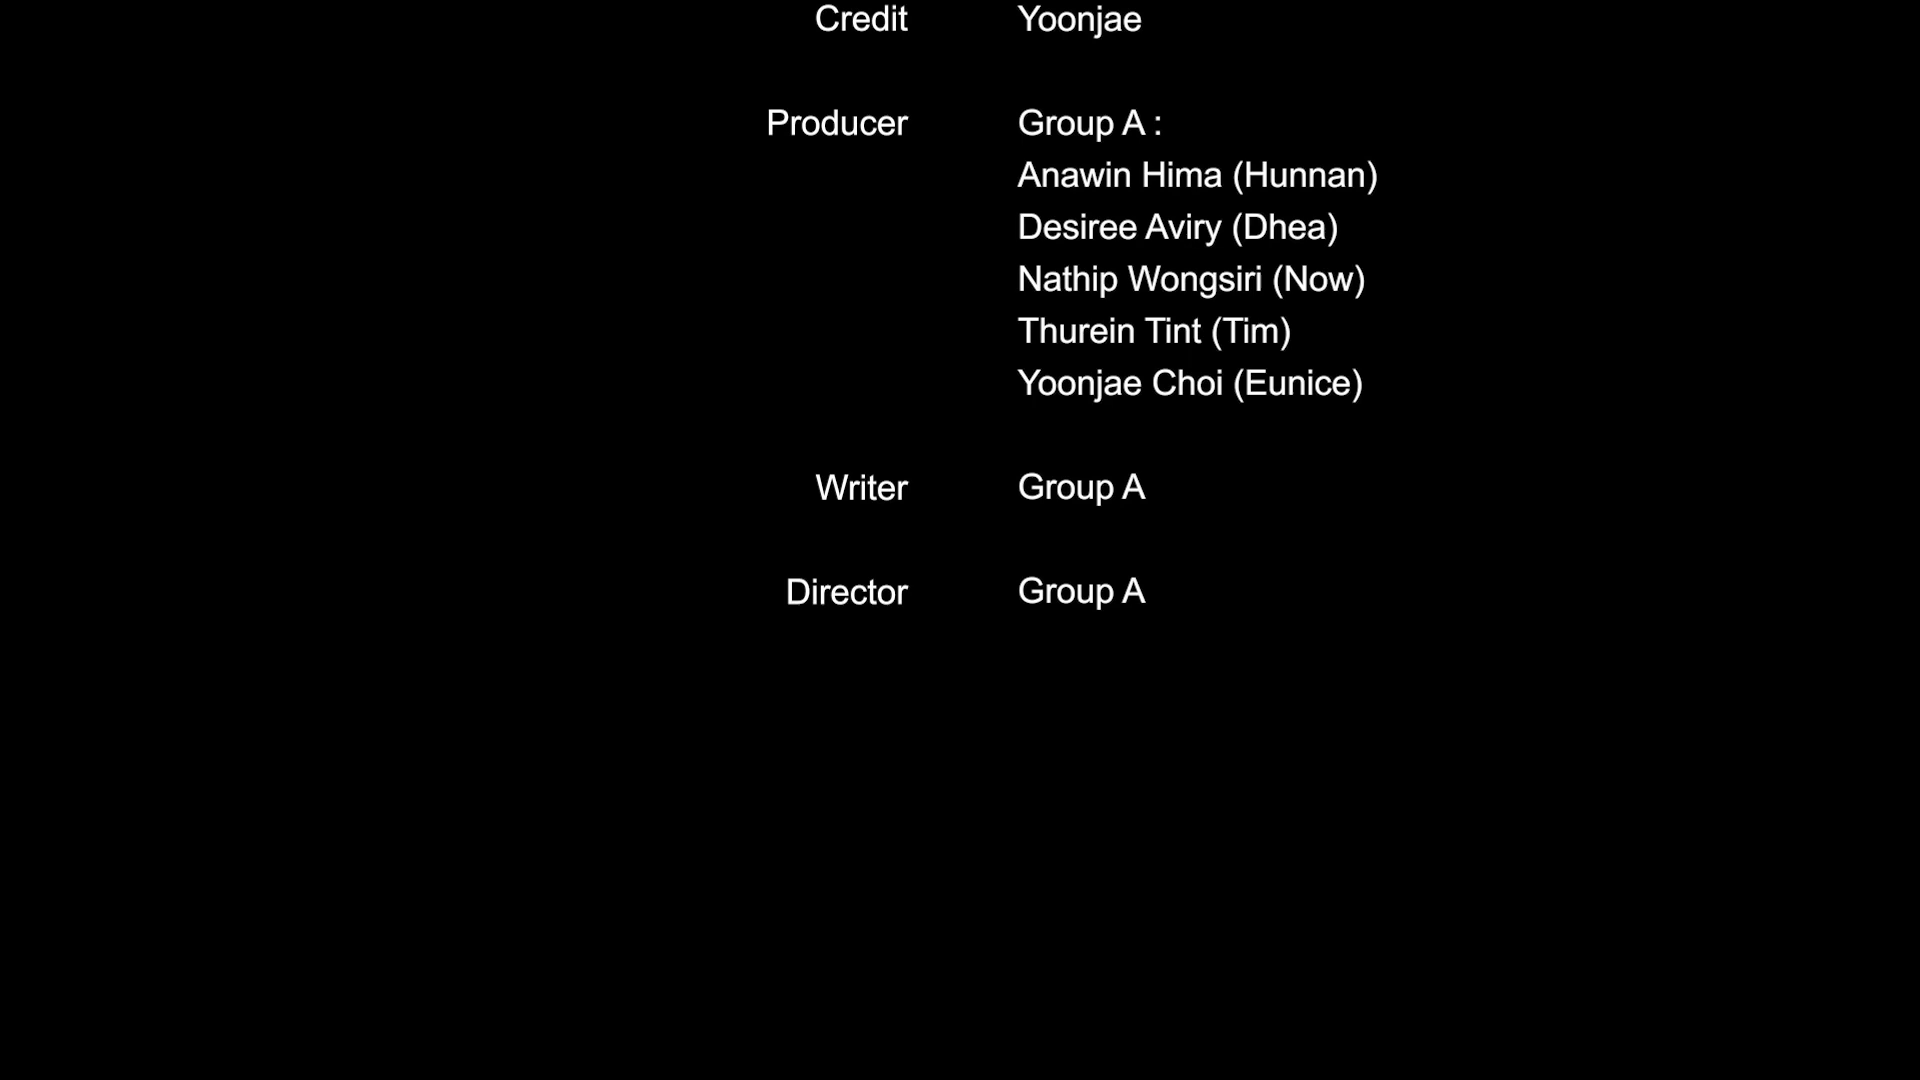 Credit Yoonjae
Producer Group A :
Anawin Hima (Hunnan)
Desiree Aviry (Dhea)
Nathip Wongsiri (Now)
Thurein Tint (Tim)
Yoonjae Choi (Eunice)
Writer Group A
Director Group A